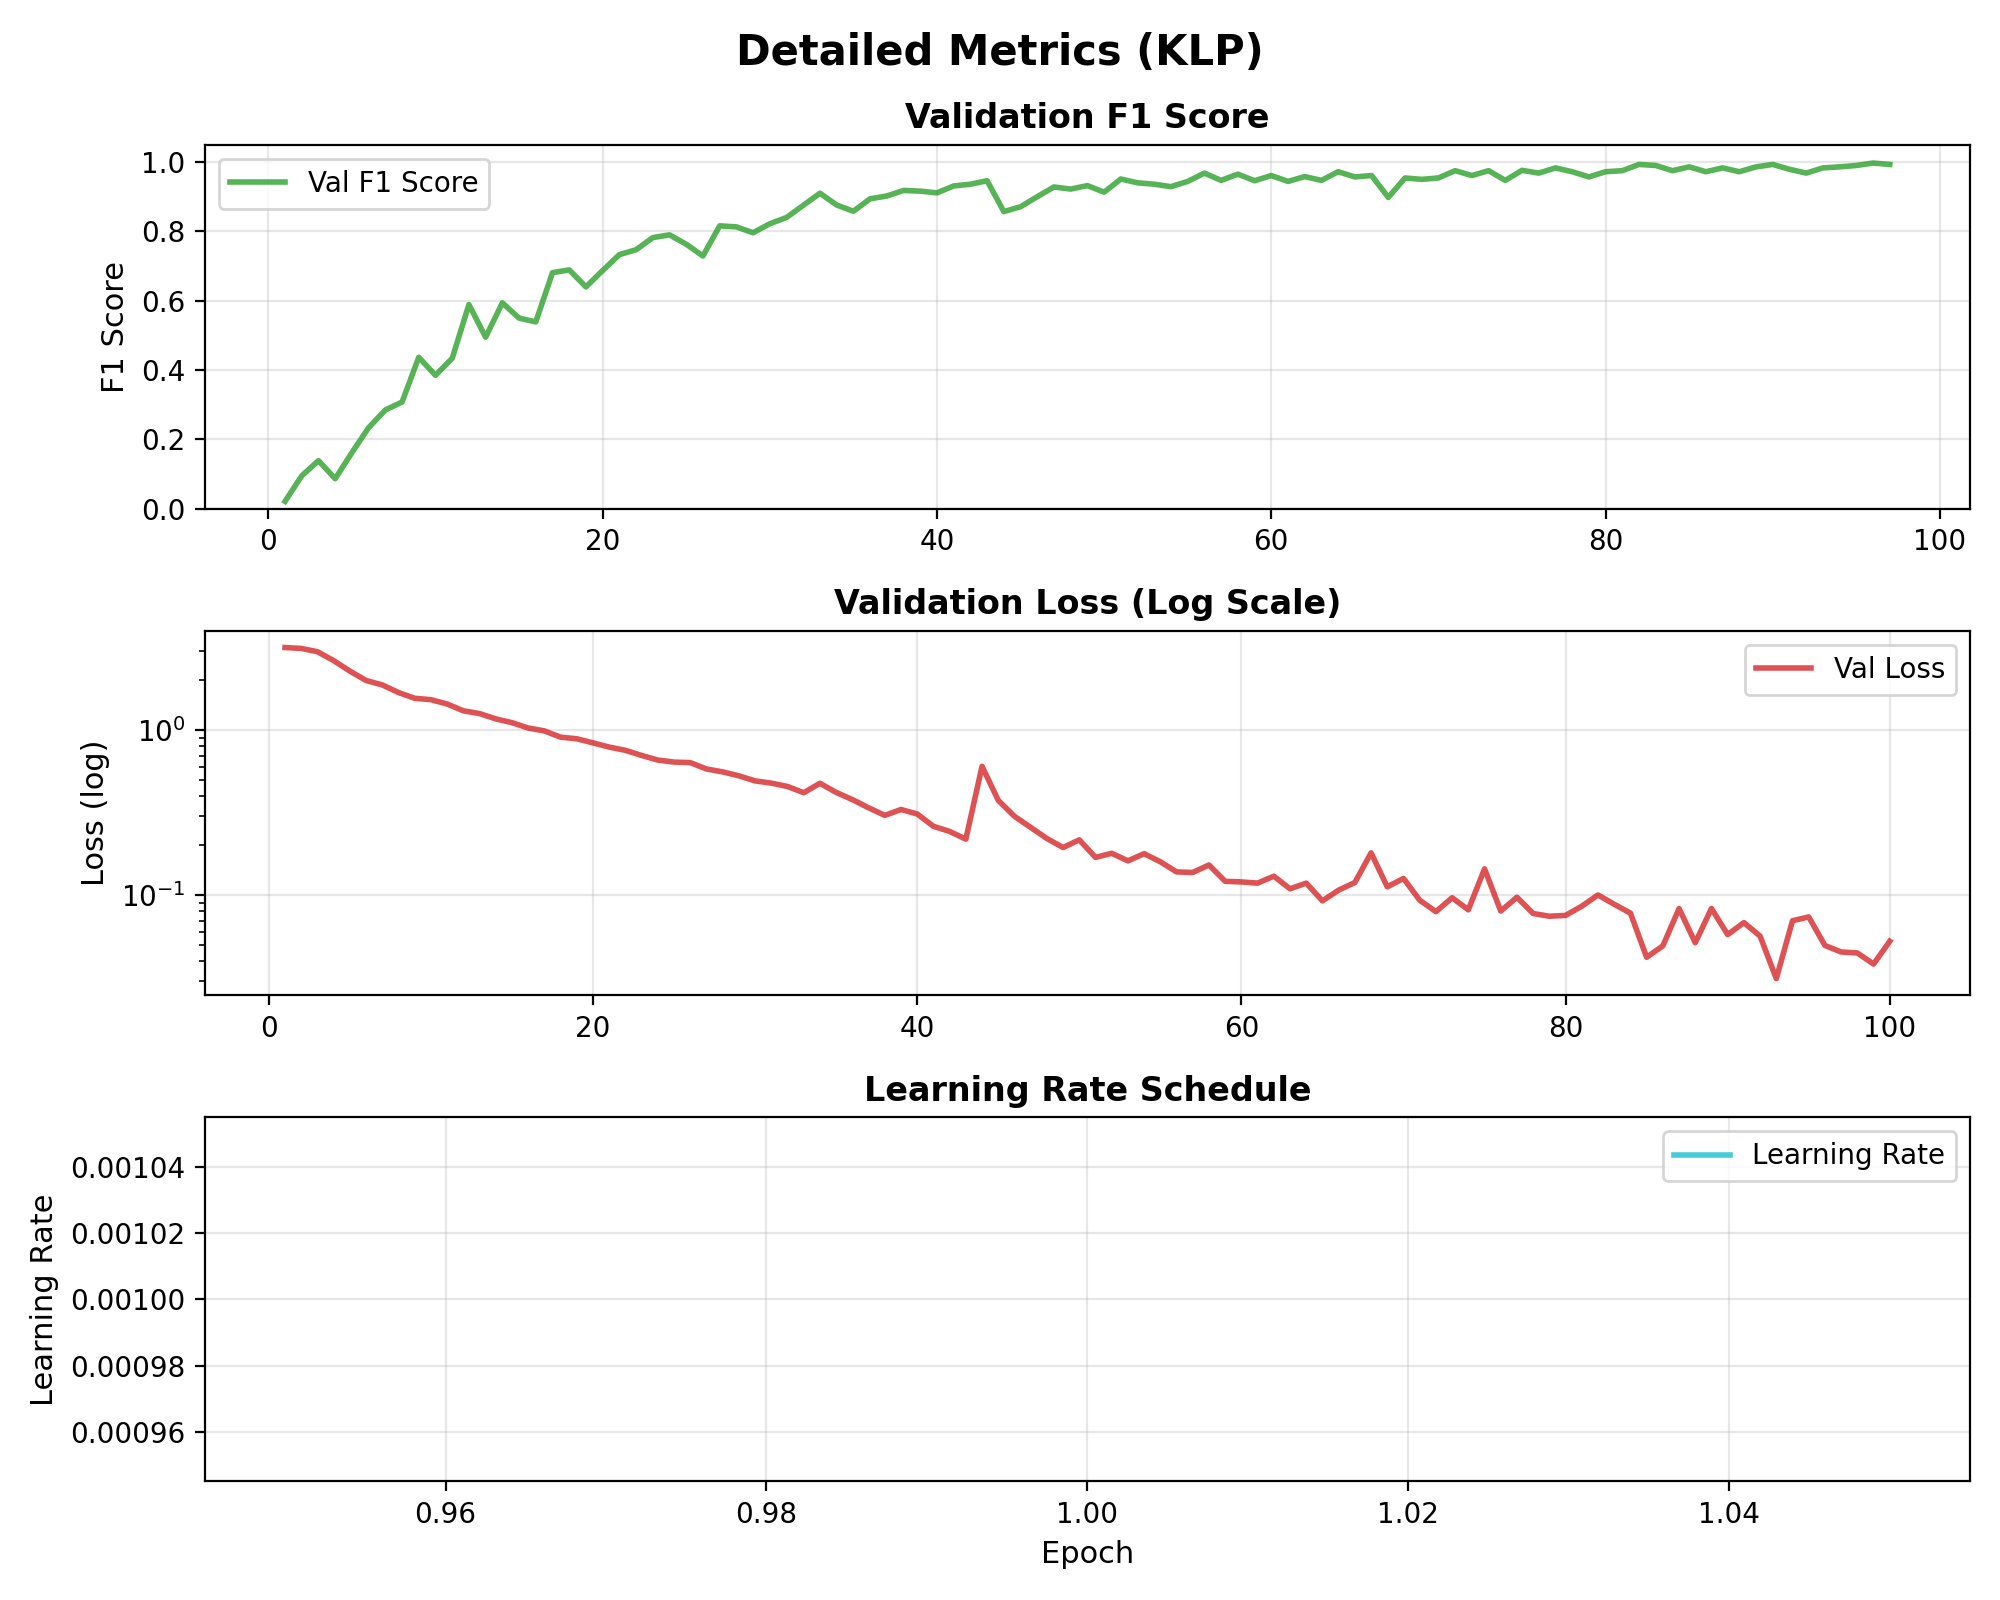 Detailed Metrics (KLP)
Validation F1 Score
Val F1 Score
F1 Score
1.0
0.8
0.6
0.4
0.2
0.0
0 20 40 60 80 100
Validation Loss (Log Scale)
Val Loss
Loss (log)
10⁰
10⁻¹
0 20 40 60 80 100
Learning Rate Schedule
Learning Rate
Learning Rate
0.00104
0.00102
0.00100
0.00098
0.00096
0.96 0.98 1.00 1.02 1.04
Epoch